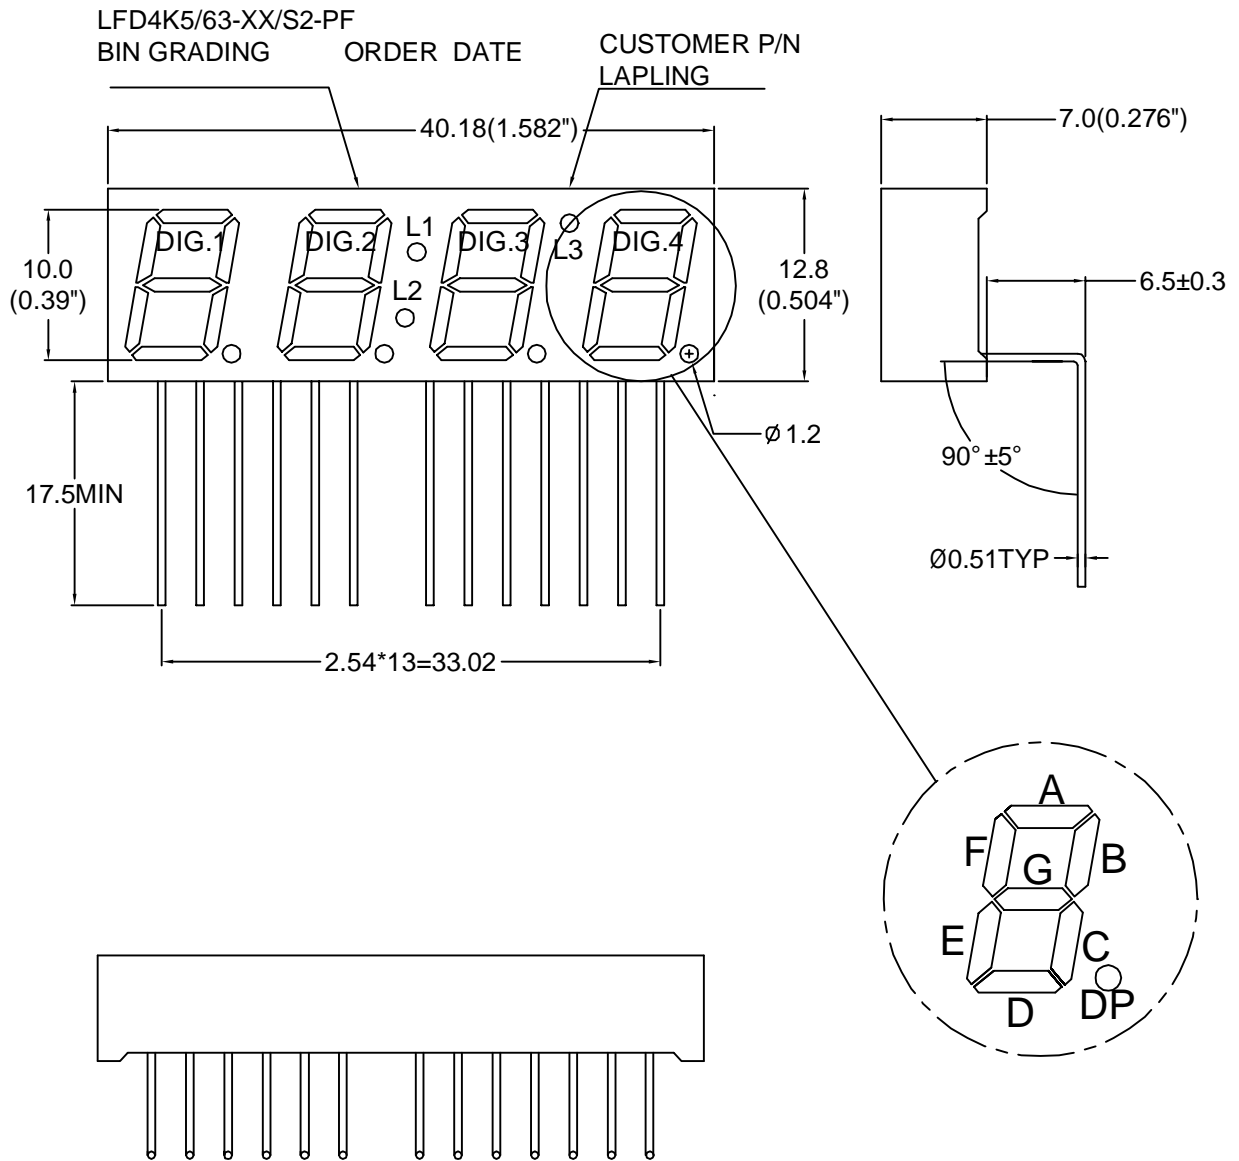 LFD4K5/63-XX/S2-PF
BIN GRADING ORDER DATE
CUSTOMER P/N
LAPLING
40.18(1.582")
7.0(0.276")
DIG.1
DIG.2
L1
DIG.3
L3
DIG.4
L2
10.0
(0.39")
12.8
(0.504")
6.5±0.3
Ø1.2
90°±5°
17.5MIN
Ø0.51TYP
2.54*13=33.02
A
F
B
G
E
C
D
DP